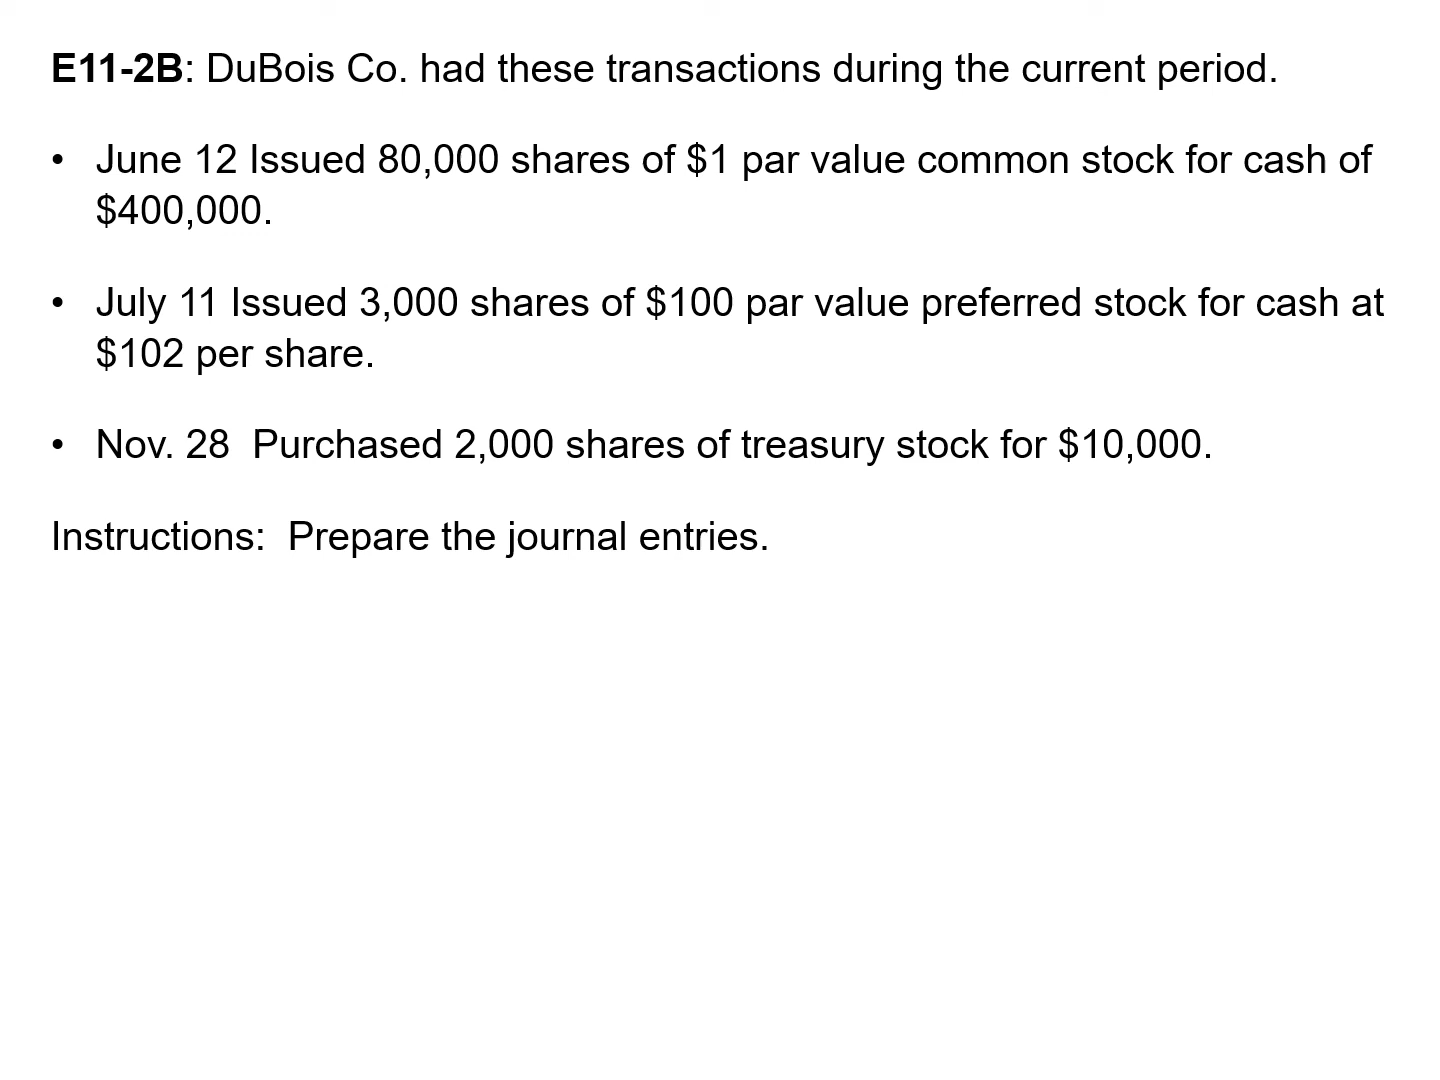 E11-2B: DuBois Co. had these transactions during the current period.
• June 12 Issued 80,000 shares of $1 par value common stock for cash of
$400,000.
• July 11 Issued 3,000 shares of $100 par value preferred stock for cash at
$102 per share.
• Nov. 28  Purchased 2,000 shares of treasury stock for $10,000.
Instructions:  Prepare the journal entries.